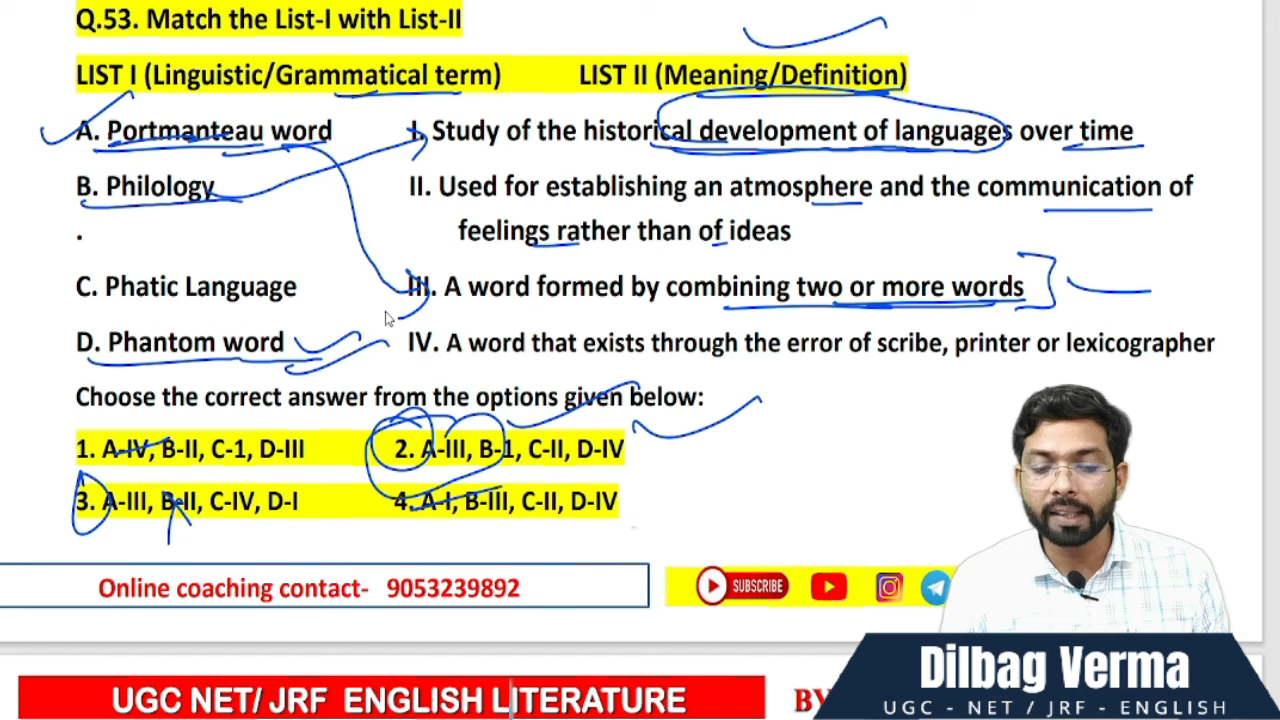 Q.53. Match the List-I with List-II
LIST I (Linguistic/Grammatical term) LIST II (Meaning/Definition)
A. Portmanteau word I. Study of the historical development of languages over time
B. Philology II. Used for establishing an atmosphere and the communication of
. feelings rather than of ideas
C. Phatic Language III. A word formed by combining two or more words
D. Phantom word IV. A word that exists through the error of scribe, printer or lexicographer
Choose the correct answer from the options given below:
1. A-IV, B-II, C-1, D-III 2. A-III, B-1, C-II, D-IV
3. A-III, B-II, C-IV, D-I 4. A-I, B-III, C-II, D-IV
Online coaching contact- 9053239892
SUBSCRIBE
Dilbag Verma
UGC - NET / JRF - ENGLISH
UGC NET/ JRF ENGLISH LITERATURE BY